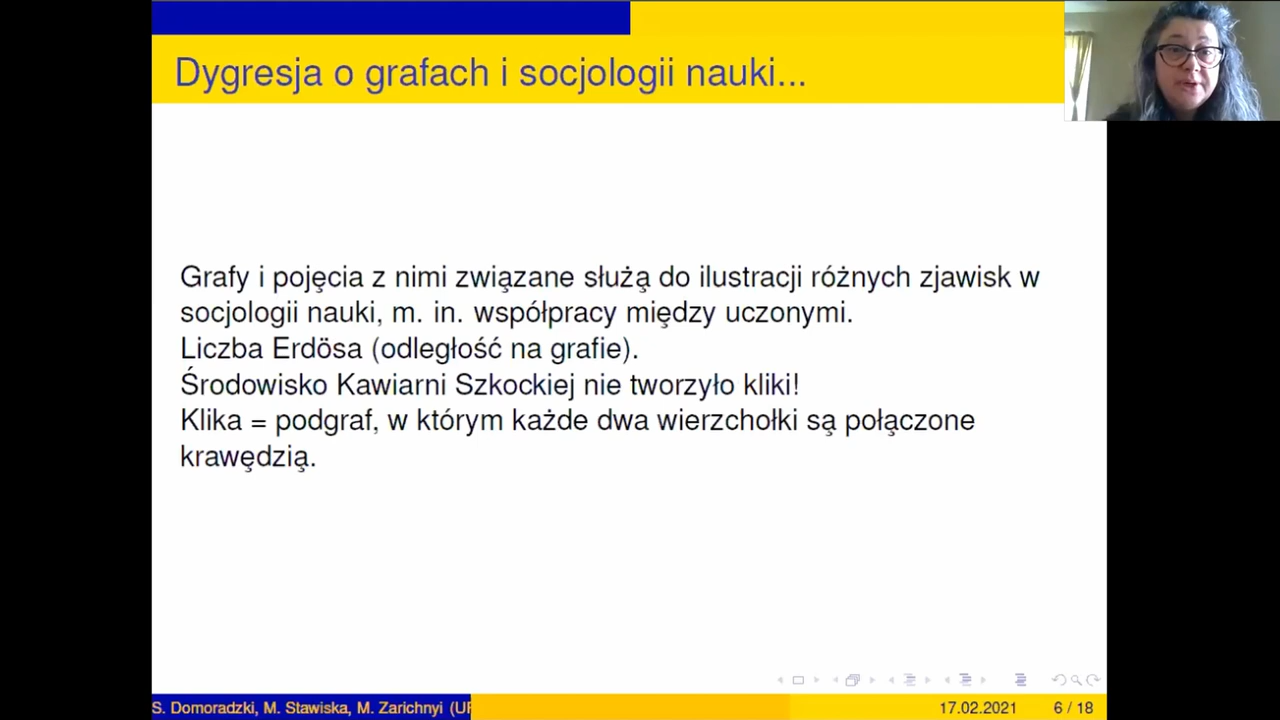 Dygresja o grafach i socjologii nauki...
Grafy i pojęcia z nimi związane służą do ilustracji różnych zjawisk w
socjologii nauki, m. in. współpracy między uczonymi.
Liczba Erdösa (odległość na grafie).
Środowisko Kawiarni Szkockiej nie tworzyło kliki!
Klika = podgraf, w którym każde dwa wierzchołki są połączone
krawędzią.
S. Domoradzki, M. Stawiska, M. Zarichnyi (UR 17.02.2021 6 / 18